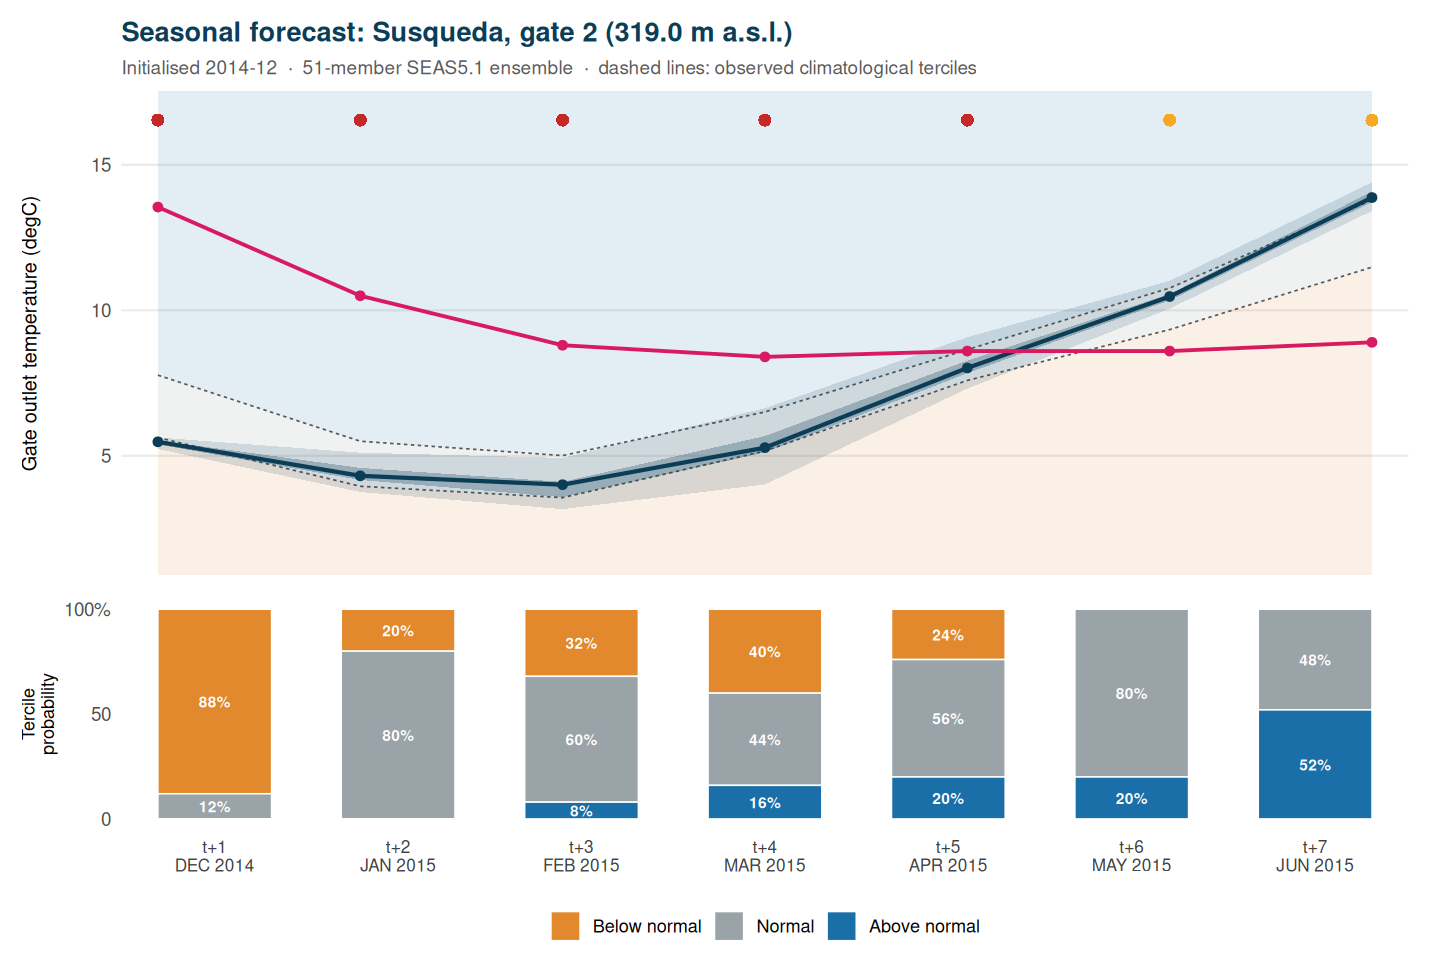 Seasonal forecast: Susqueda, gate 2 (319.0 m a.s.l.)
Initialised 2014-12 · 51-member SEAS5.1 ensemble · dashed lines: observed climatological terciles
Gate outlet temperature (degC)
15
10
5
Tercile
probability
100%
50
0
88%
12%
20%
80%
32%
60%
8%
40%
44%
16%
24%
56%
20%
80%
20%
48%
52%
t+1
DEC 2014
t+2
JAN 2015
t+3
FEB 2015
t+4
MAR 2015
t+5
APR 2015
t+6
MAY 2015
t+7
JUN 2015
Below normal
Normal
Above normal